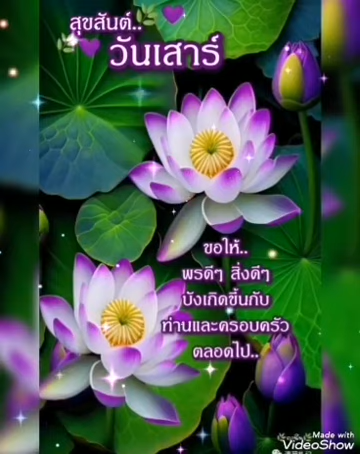 สุขสันต์..
วันเสาร์
ขอให้..
พรดีๆ สิ่งดีๆ
บังเกิดขึ้นกับ
ท่านและครอบครัว
ตลอดไป..
Made with
VideoShow